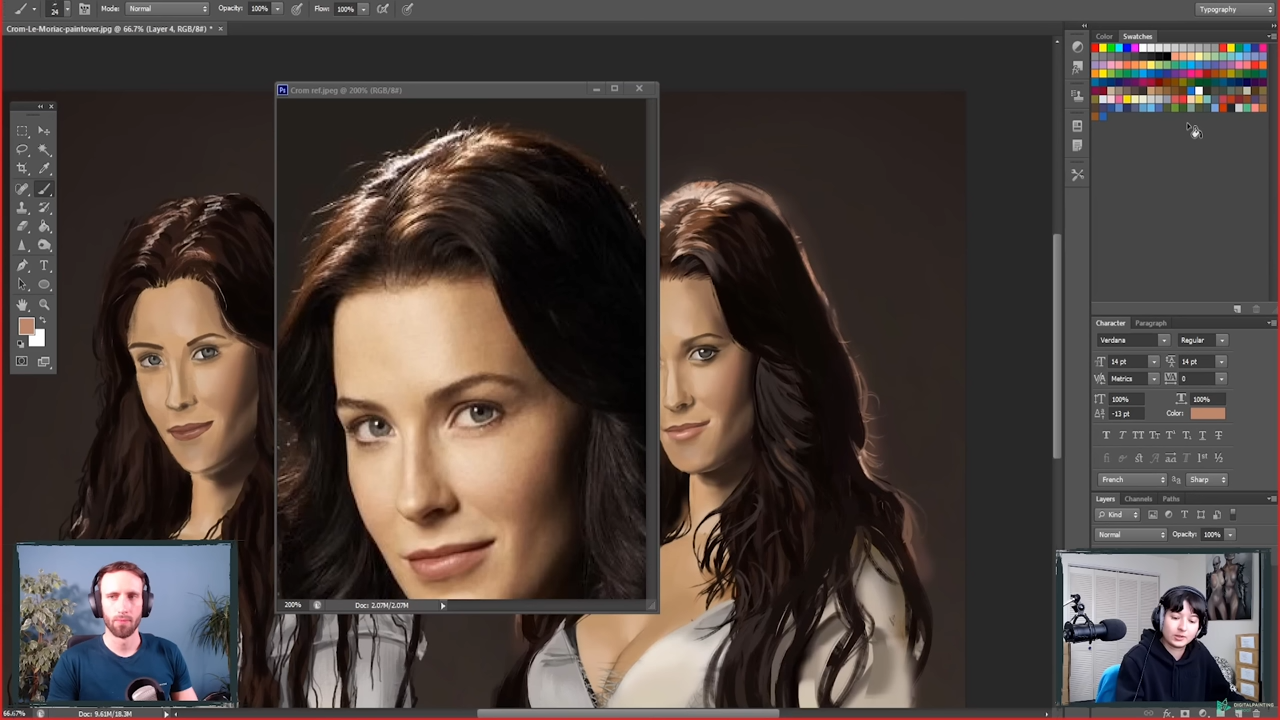 24 Mode: Normal Opacity: 100% Flow: 100% Typography
Crom-Le-Moriac-paintover.jpg @ 66.7% (Layer 4, RGB/8#) * ×
Color Swatches
Ps Crom ref.jpeg @ 200% (RGB/8#)
Character Paragraph
Verdana Regular
14 pt 14 pt
Metrics 0
100% 100%
-13 pt Color:
French Sharp
Layers Channels Paths
Kind
Normal Opacity: 100%
200% Doc: 2.07M/2.07M
66.67% Doc: 9.61M/18.3M
DIGITALPAINTING